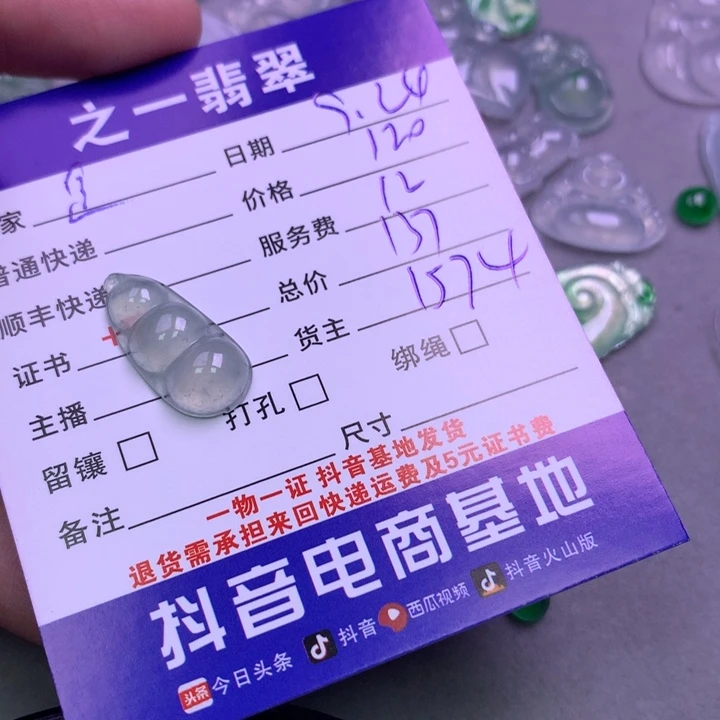 之一翡翠
家 日期 5.24
普通快递 价格 120
顺丰快递 服务费 12
证书 总价 137
主播 货主 1574
留镶 打孔 绑绳
备注 尺寸
一物一证 抖音基地发货
退货需承担来回快递运费及5元证书费
抖音电商基地
头条 今日头条 抖音 西瓜视频 抖音火山版